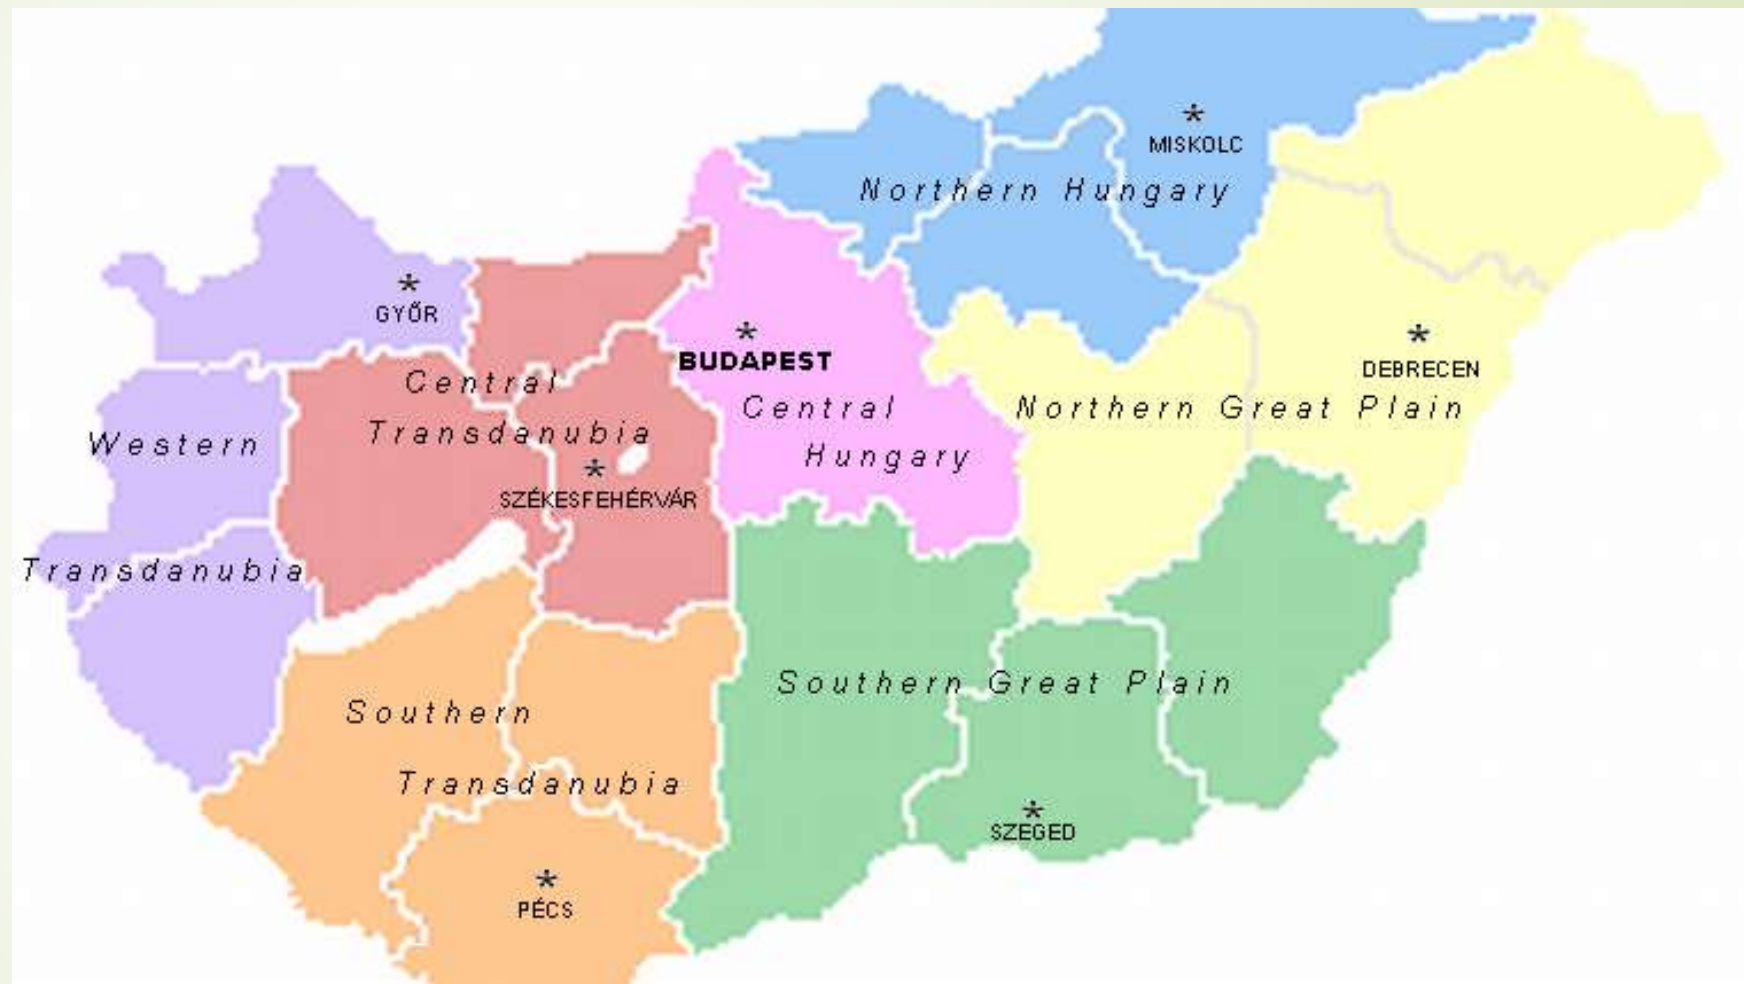 *
MISKOLC
Northern Hungary
*
GYŐR
*
BUDAPEST
*
DEBRECEN
Central
Transdanubia
Central
Hungary
Northern Great Plain
Western
Transdanubia
*
SZÉKESFEHÉRVÁR
Southern Great Plain
Southern
Transdanubia
*
SZEGED
*
PÉCS